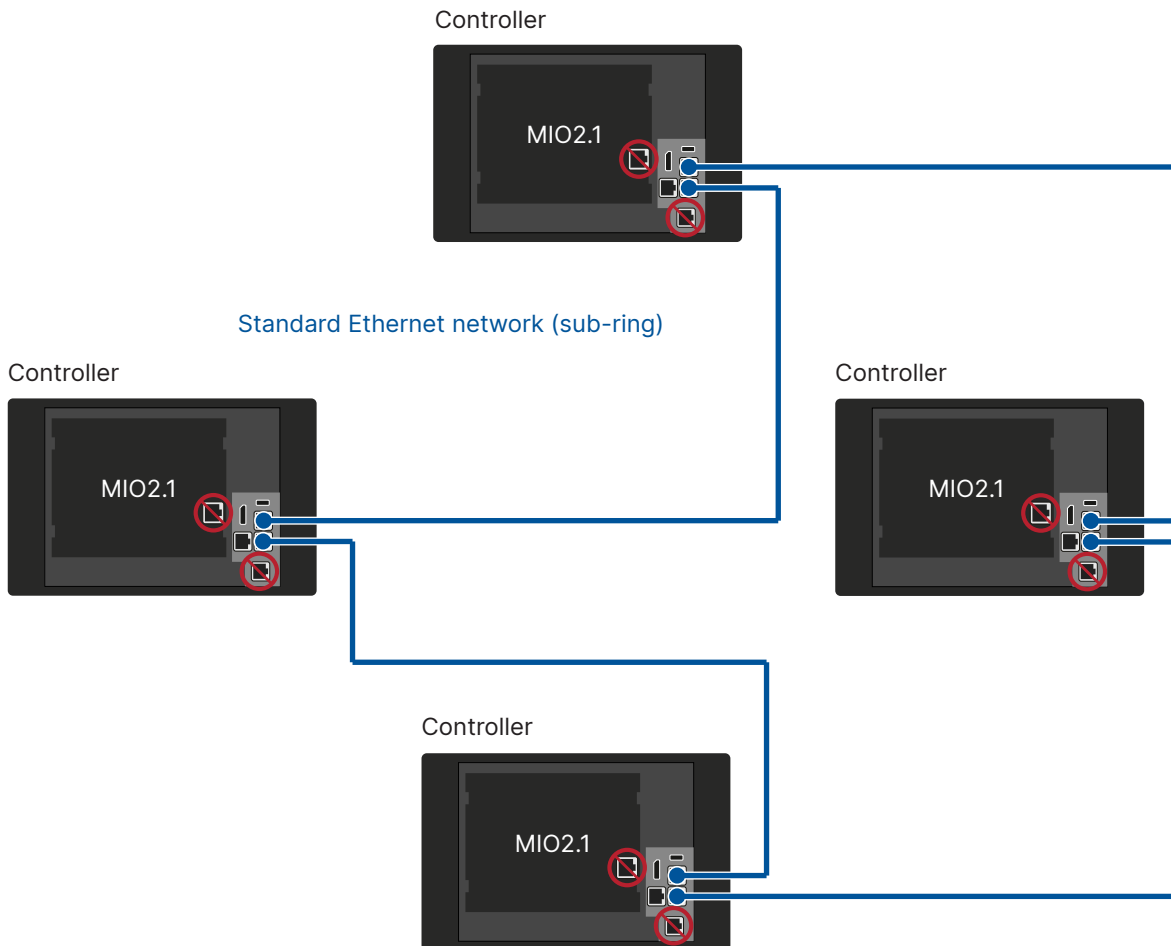 Controller
MIO2.1
Standard Ethernet network (sub-ring)
Controller
Controller
MIO2.1
MIO2.1
Controller
MIO2.1